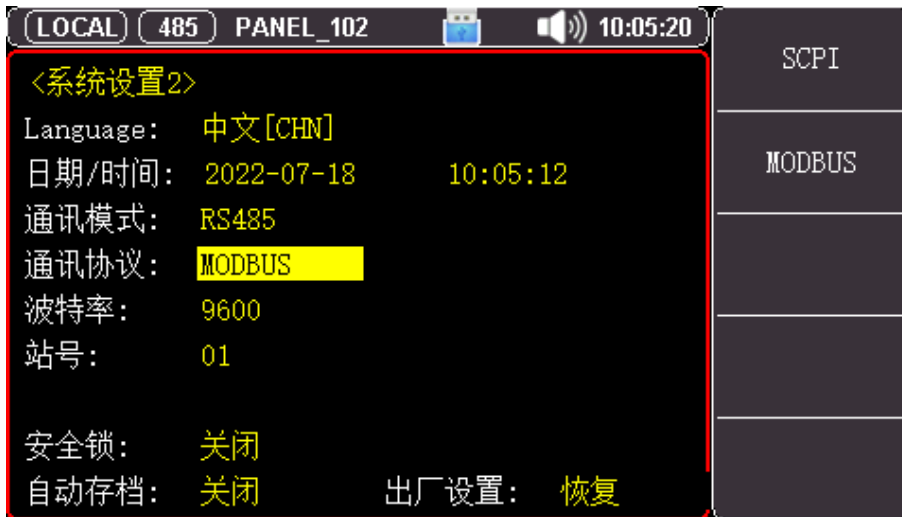 LOCAL 485 PANEL_102 10:05:20
<系统设置2>
Language: 中文[CHN]
日期/时间: 2022-07-18 10:05:12
通讯模式: RS485
通讯协议: MODBUS
波特率: 9600
站号: 01
安全锁: 关闭
自动存档: 关闭 出厂设置: 恢复
SCPI
MODBUS